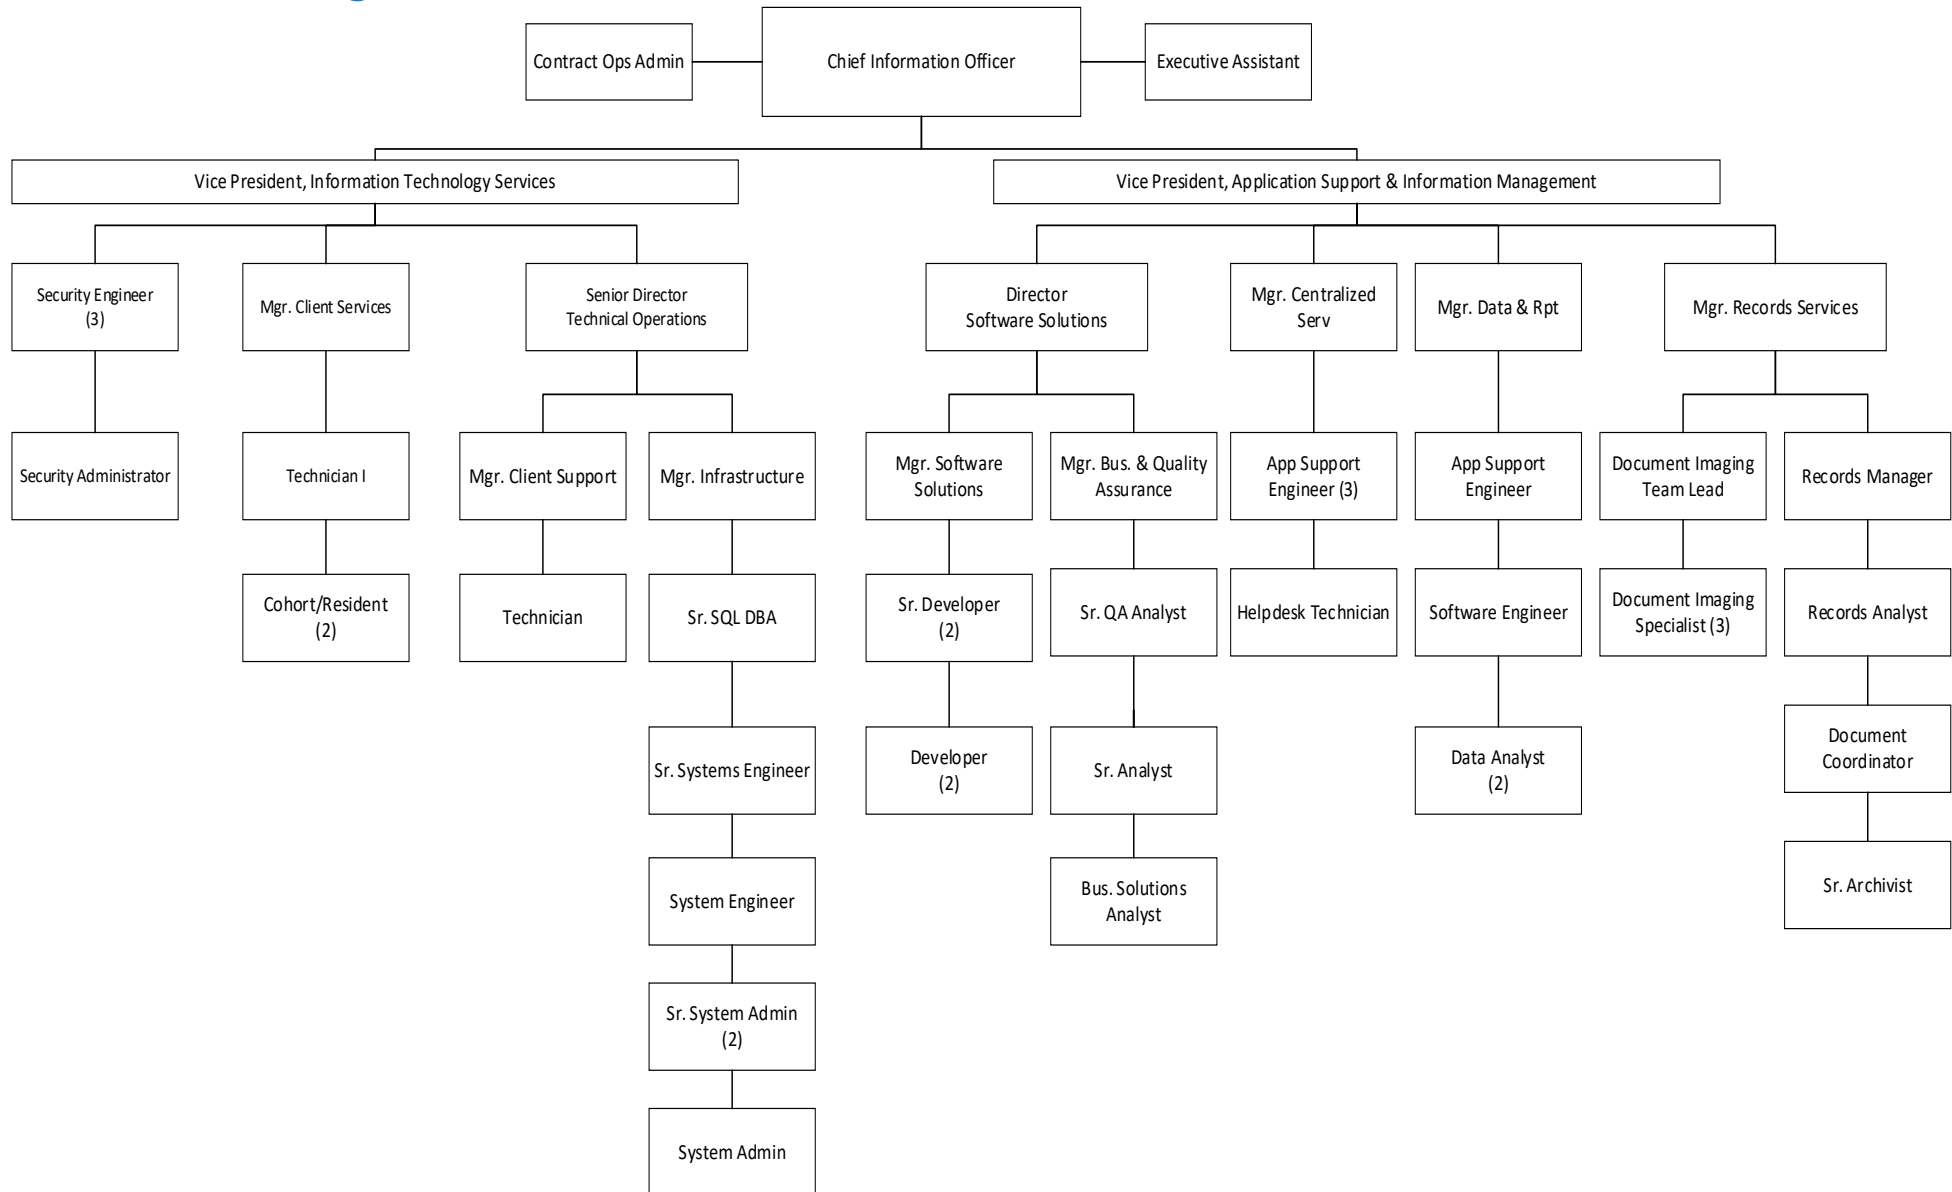 Contract Ops Admin
Chief Information Officer
Executive Assistant
Vice President, Information Technology Services
Vice President, Application Support & Information Management
Security Engineer
(3)
Mgr. Client Services
Senior Director
Technical Operations
Director
Software Solutions
Mgr. Centralized
Serv
Mgr. Data & Rpt
Mgr. Records Services
Security Administrator
Technician I
Mgr. Client Support
Mgr. Infrastructure
Mgr. Software
Solutions
Mgr. Bus. & Quality
Assurance
App Support
Engineer (3)
App Support
Engineer
Document Imaging
Team Lead
Records Manager
Cohort/Resident
(2)
Technician
Sr. SQL DBA
Sr. Developer
(2)
Sr. QA Analyst
Helpdesk Technician
Software Engineer
Document Imaging
Specialist (3)
Records Analyst
Sr. Systems Engineer
Developer
(2)
Sr. Analyst
Data Analyst
(2)
Document
Coordinator
System Engineer
Bus. Solutions
Analyst
Sr. Archivist
Sr. System Admin
(2)
System Admin